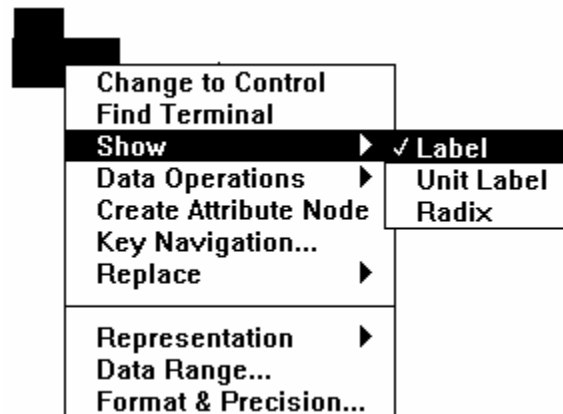 Change to Control
Find Terminal
Show
✓ Label
Unit Label
Radix
Data Operations
Create Attribute Node
Key Navigation...
Replace
Representation
Data Range...
Format & Precision...